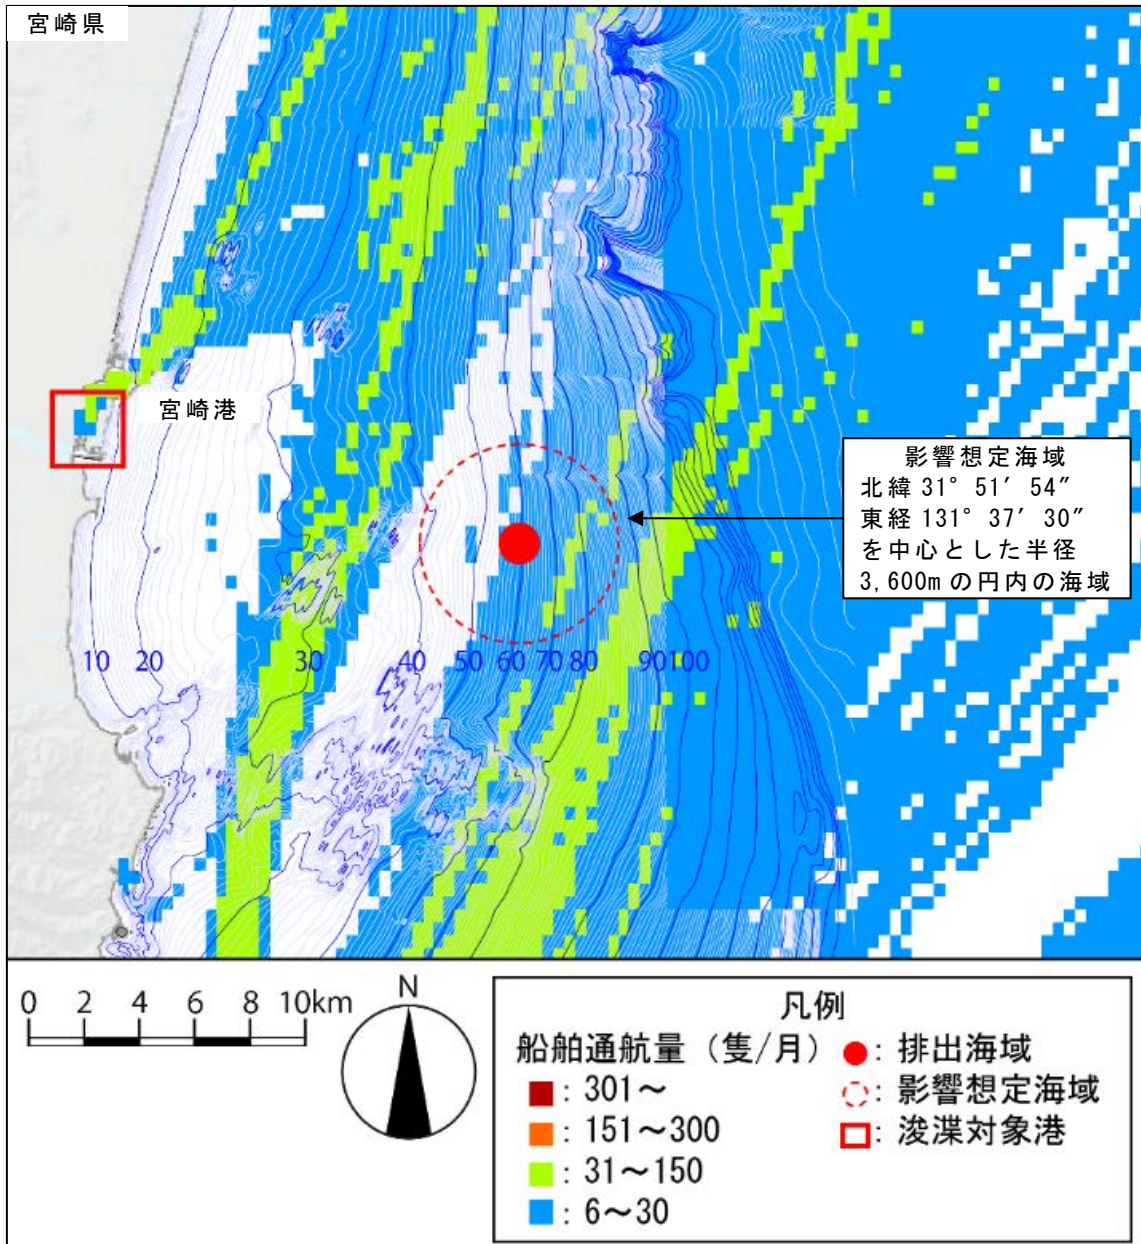 宮崎県
宮崎港
影響想定海域
北緯 31° 51′ 54″
東経 131° 37′ 30″
を中心とした半径
3,600m の円内の海域
10 20 30 40 50 60 70 80 90 100
0 2 4 6 8 10km
N
凡例
船舶通航量（隻/月）
■: 301～
■: 151～300
■: 31～150
■: 6～30
●: 排出海域
: 影響想定海域
: 浚渫対象港